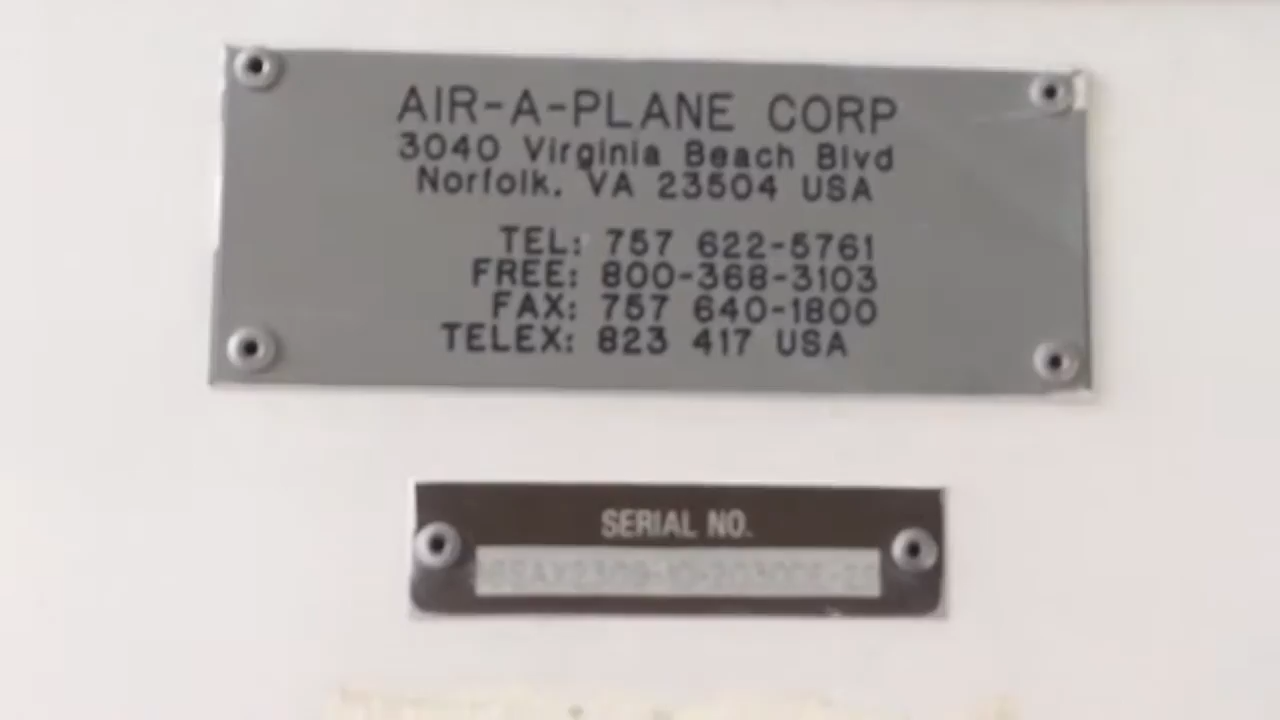 AIR-A-PLANE CORP
3040 Virginia Beach Blvd
Norfolk. VA 23504 USA
TEL: 757 622-5761
FREE: 800-368-3103
FAX: 757 640-1800
TELEX: 823 417 USA
SERIAL NO.